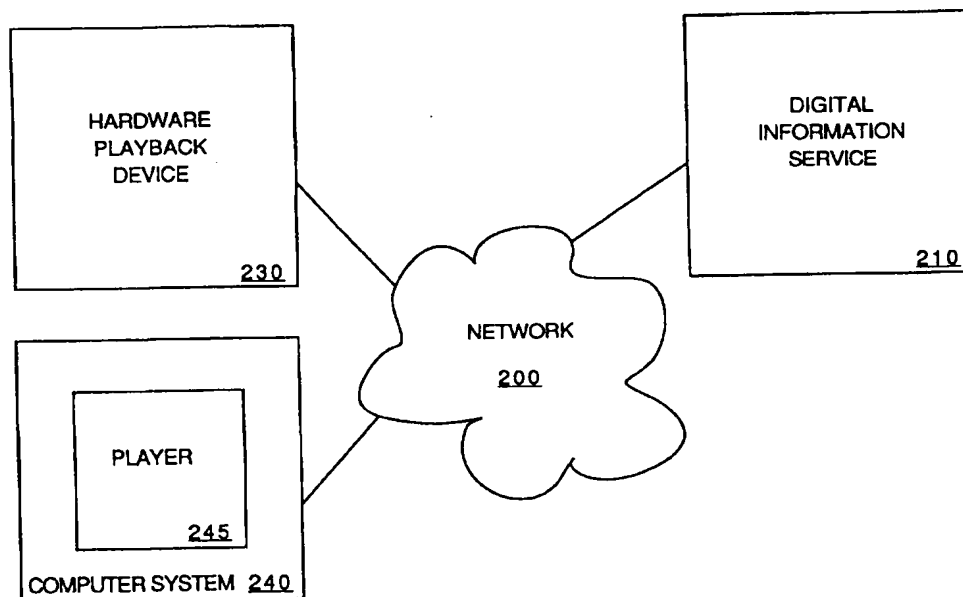 HARDWARE
PLAYBACK
DEVICE
230
DIGITAL
INFORMATION
SERVICE
210
NETWORK
200
PLAYER
245
COMPUTER SYSTEM 240